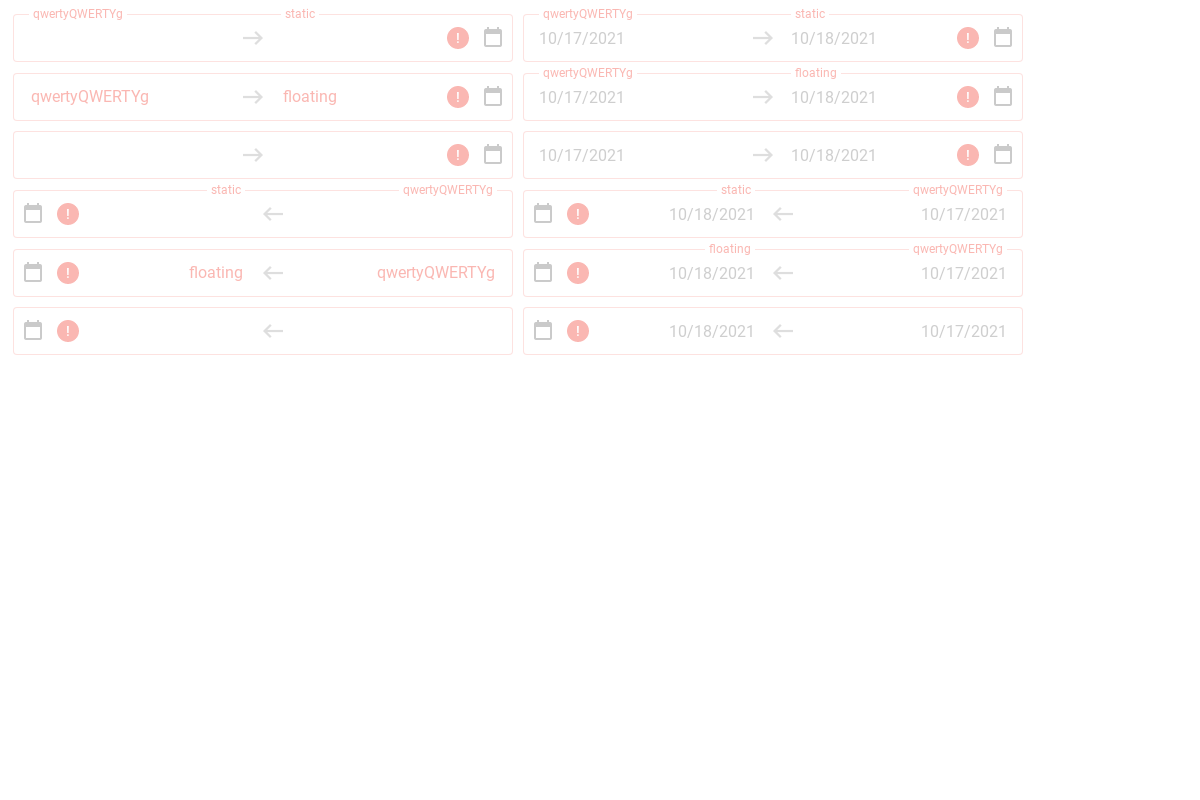 qwertyQWERTYg static qwertyQWERTYg static
10/17/2021 10/18/2021
qwertyQWERTYg floating
qwertyQWERTYg floating 10/17/2021 10/18/2021
10/17/2021 10/18/2021
static qwertyQWERTYg static qwertyQWERTYg
10/18/2021 10/17/2021
floating qwertyQWERTYg
floating qwertyQWERTYg 10/18/2021 10/17/2021
10/18/2021 10/17/2021